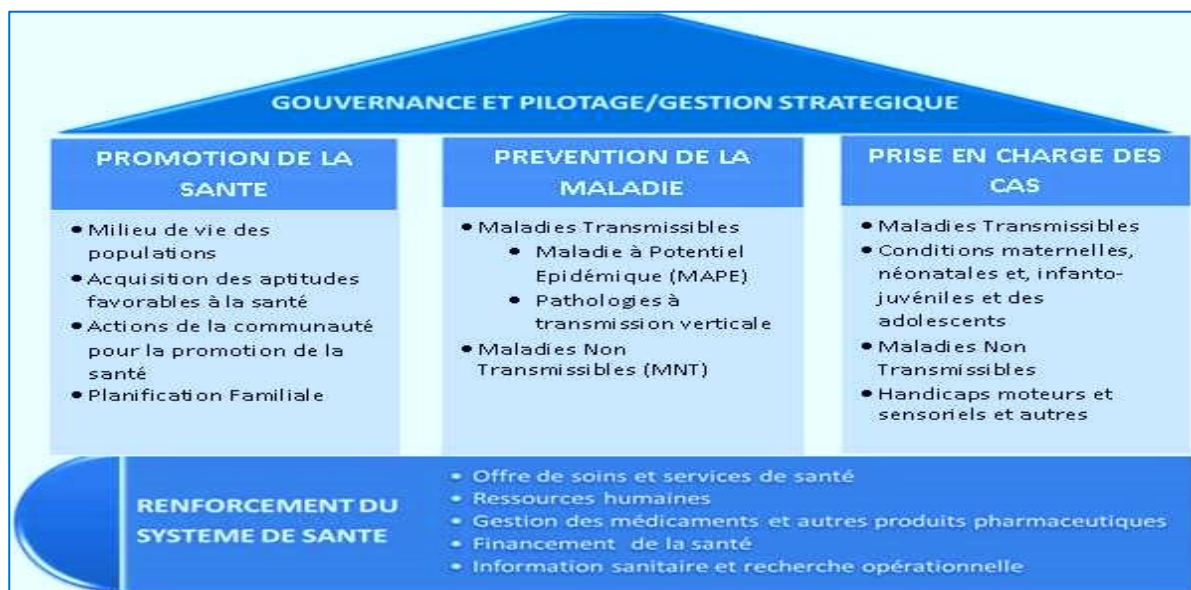 GOUVERNANCE ET PILOTAGE/GESTION STRATEGIQUE
PROMOTION DE LA
SANTE
• Milieu de vie des
populations
• Acquisition des aptitudes
favorables à la santé
• Actions de la communauté
pour la promotion de la
santé
• Planification Familiale
PREVENTION DE LA
MALADIE
• Maladies Transmissibles
• Maladie à Potentiel
Epidémique (MAPE)
• Pathologies à
transmission verticale
• Maladies Non
Transmissibles (MNT)
PRISE EN CHARGE DES
CAS
• Maladies Transmissibles
• Conditions maternelles,
néonatales et, infanto-
juvéniles et des
adolescents
• Maladies Non
Transmissibles
• Handicaps moteurs et
sensoriels et autres
RENFORCEMENT DU
SYSTEME DE SANTE
• Offre de soins et services de santé
• Ressources humaines
• Gestion des médicaments et autres produits pharmaceutiques
• Financement de la santé
• Information sanitaire et recherche opérationnelle